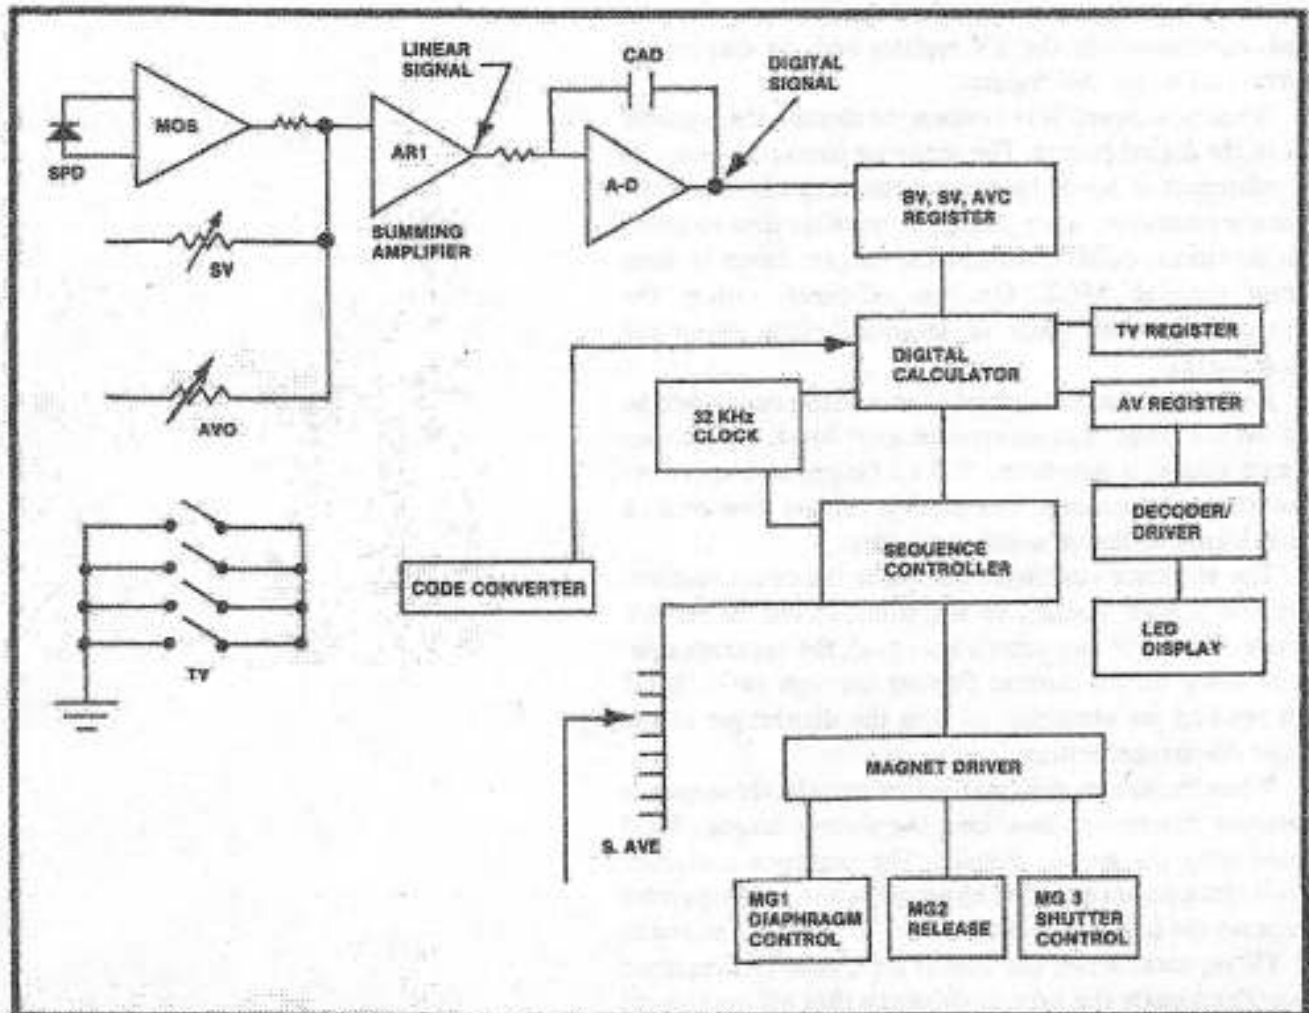 LINEAR
SIGNAL
CAD
DIGITAL
SIGNAL
MOS
SPD
AR1
A-D
SUMMING
AMPLIFIER
BV, SV, AVC
REGISTER
SV
AVO
TV REGISTER
DIGITAL
CALCULATOR
AV REGISTER
32 KHz
CLOCK
DECODER/
DRIVER
SEQUENCE
CONTROLLER
CODE CONVERTER
LED
DISPLAY
TV
MAGNET DRIVER
S. AVE
MG1
DIAPHRAGM
CONTROL
MG2
RELEASE
MG 3
SHUTTER
CONTROL